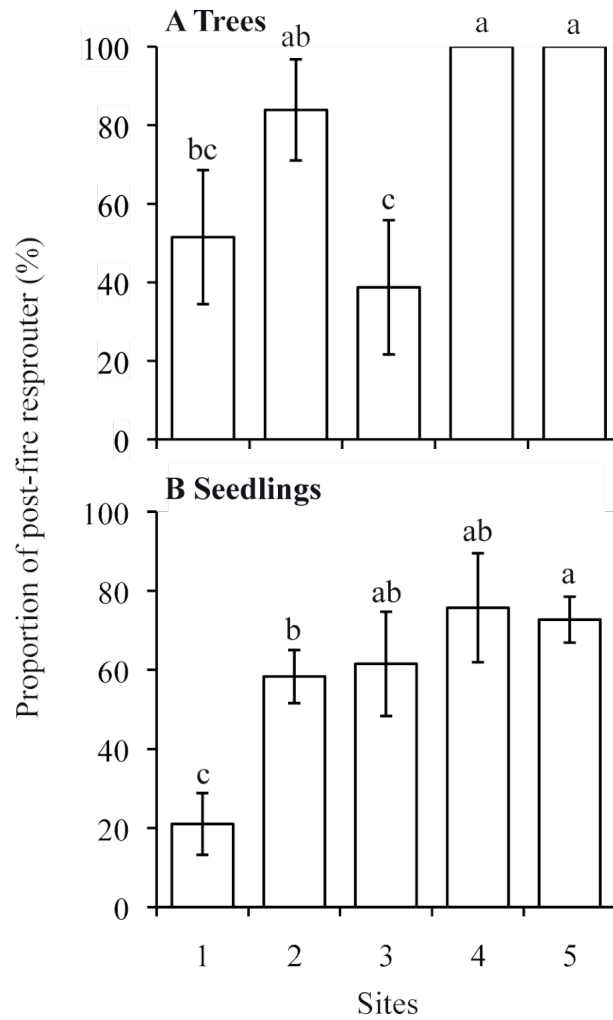 Proportion of post-fire resprouter (%)
A Trees
100
80
60
40
20
0
bc
ab
c
a
a
B Seedlings
100
80
60
40
20
0
c
b
ab
ab
a
1 2 3 4 5
Sites